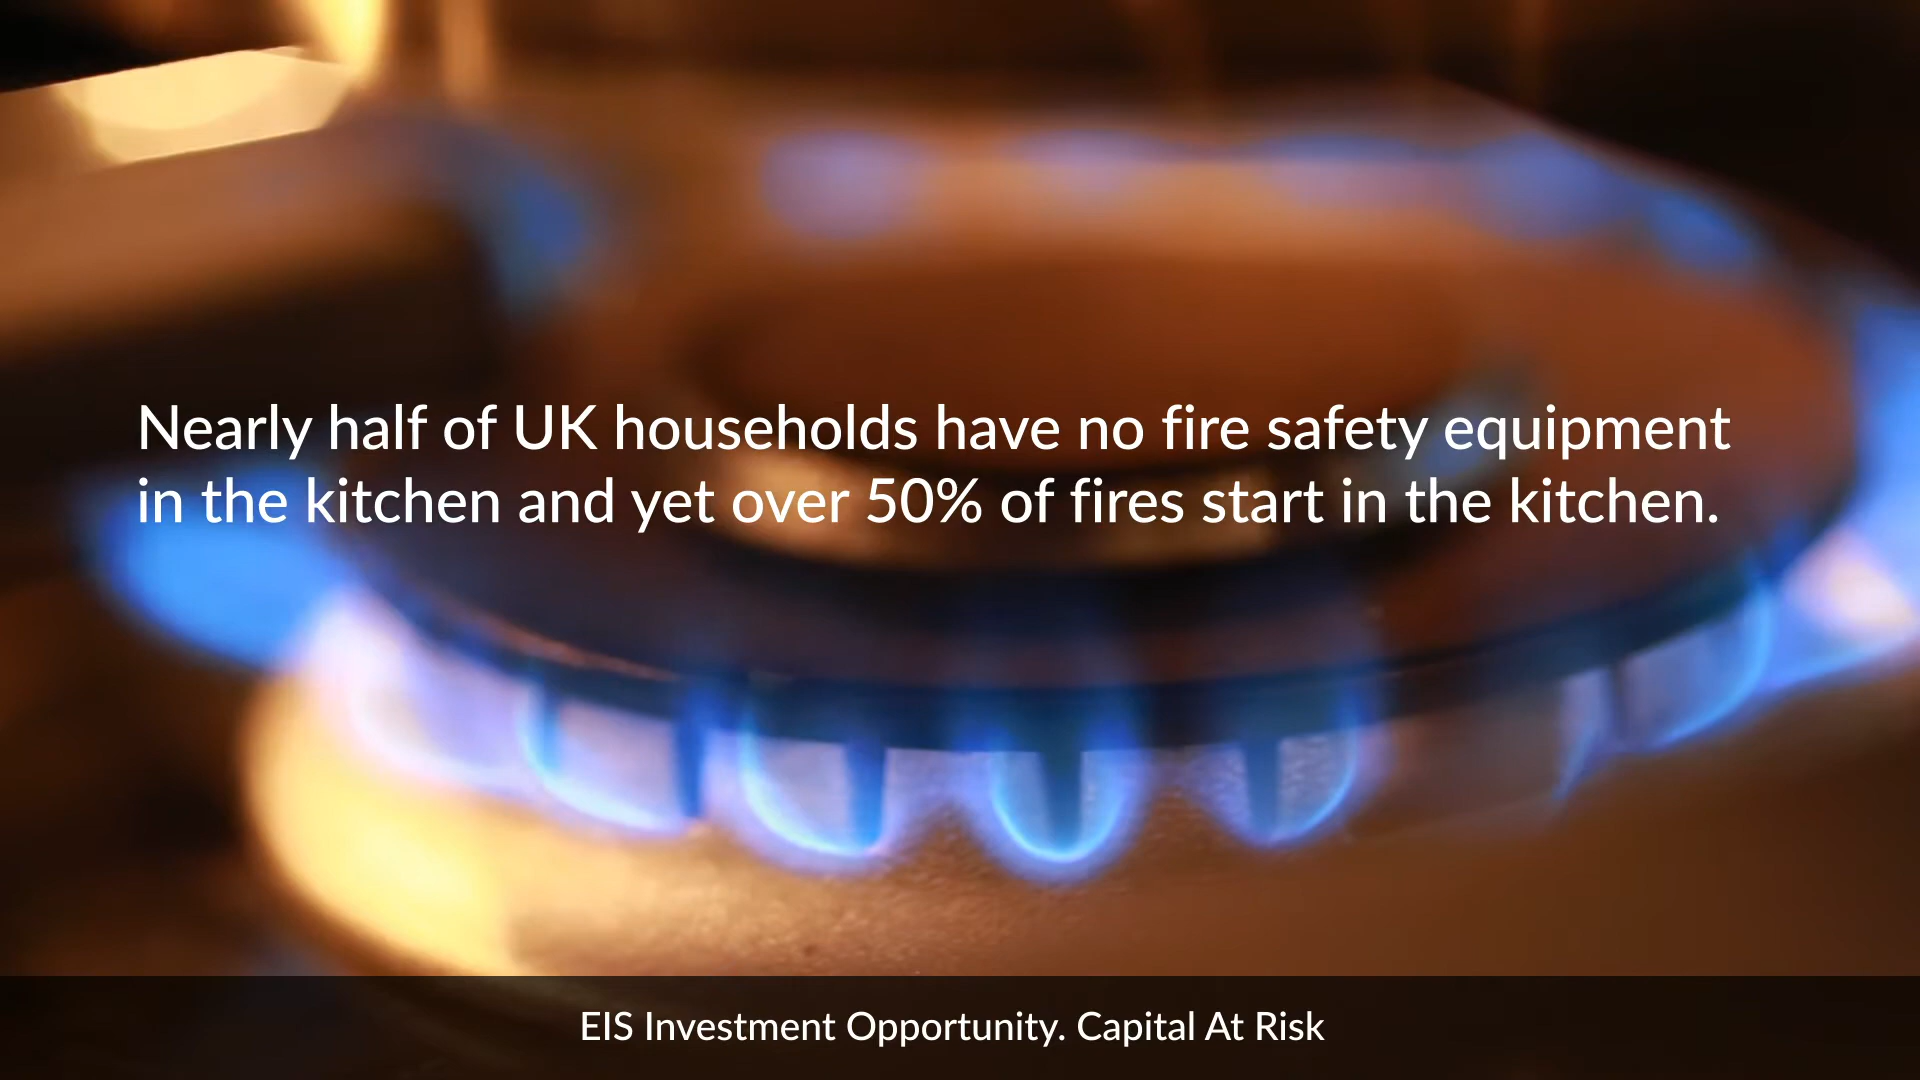 Nearly half of UK households have no fire safety equipment
in the kitchen and yet over 50% of fires start in the kitchen.
EIS Investment Opportunity. Capital At Risk